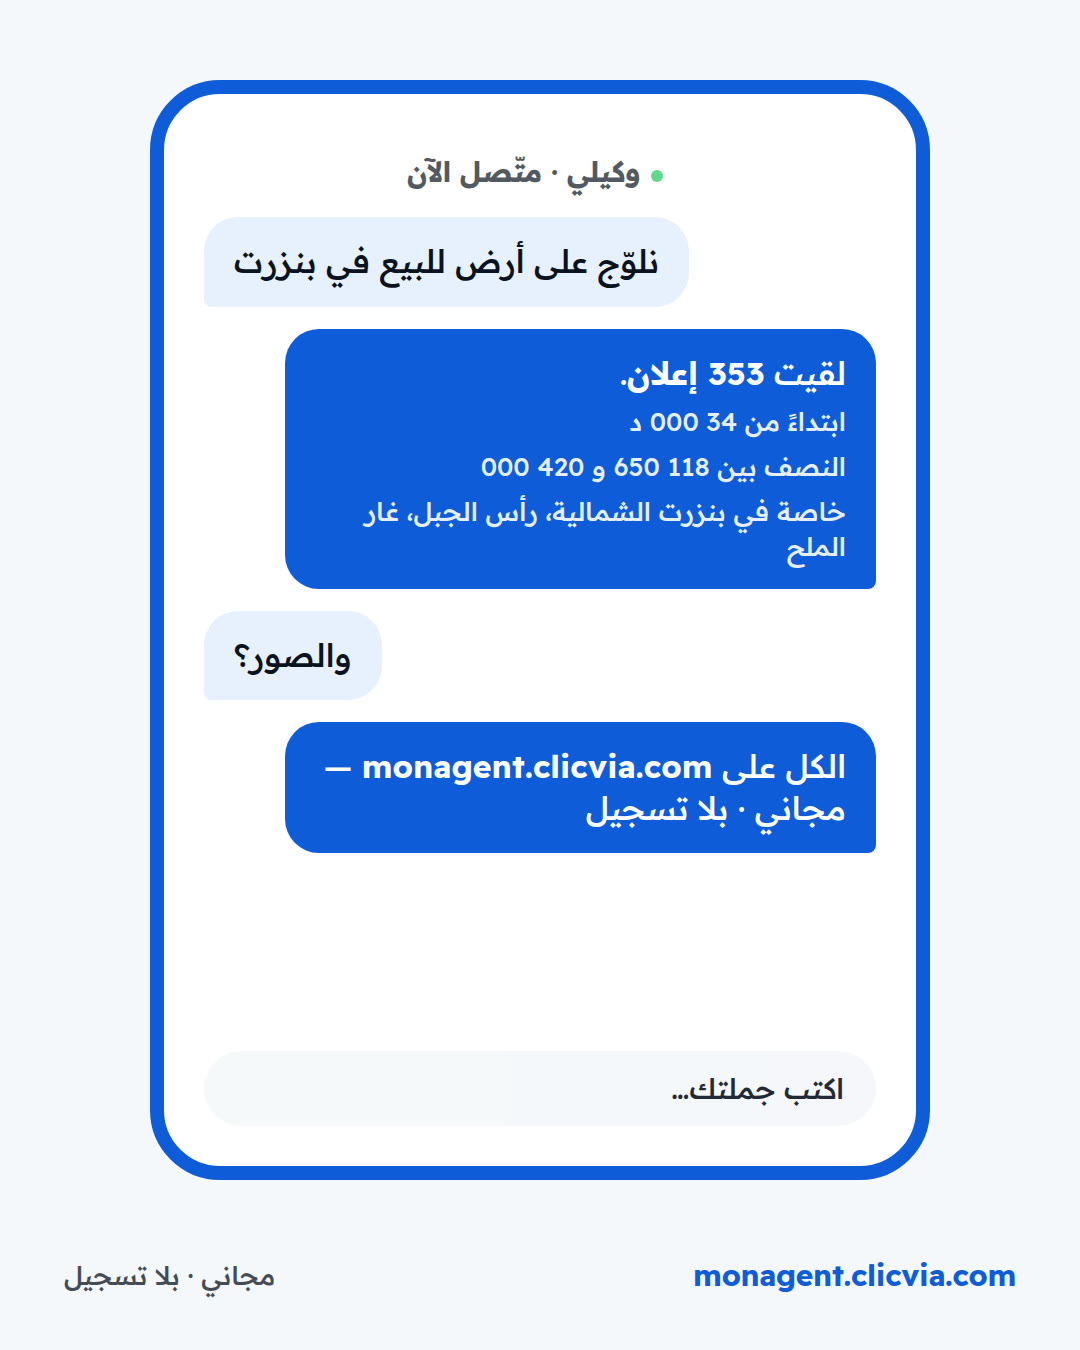 وكيلي · متّصل الآن
نلوّج على أرض للبيع في بنزرت
لقيت 353 إعلان.
ابتداءً من 34 000 د
النصف بين 118 650 و 420 000
خاصة في بنزرت الشمالية، رأس الجبل، غار
الملح
والصور؟
الكل على monagent.clicvia.com —
مجاني · بلا تسجيل
اكتب جملتك...
monagent.clicvia.com
مجاني · بلا تسجيل